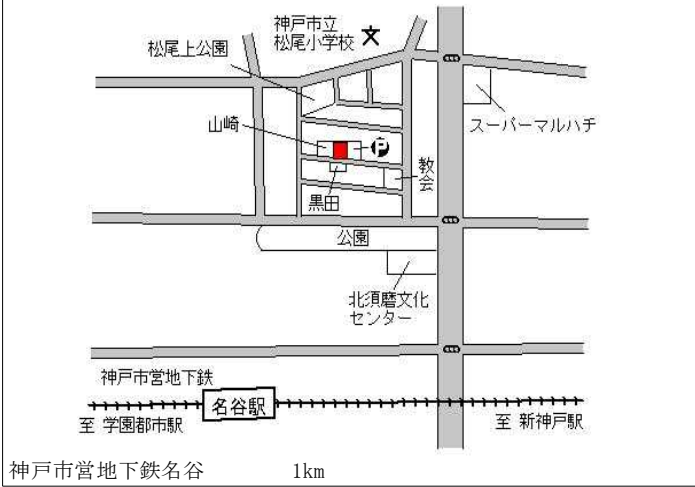 神戸市立
松尾小学校
文
松尾上公園
山崎
P
スーパーマルハチ
教
会
黒田
公園
北須磨文化
センター
神戸市営地下鉄
名谷駅
至 学園都市駅
至 新神戸駅
神戸市営地下鉄名谷 1km